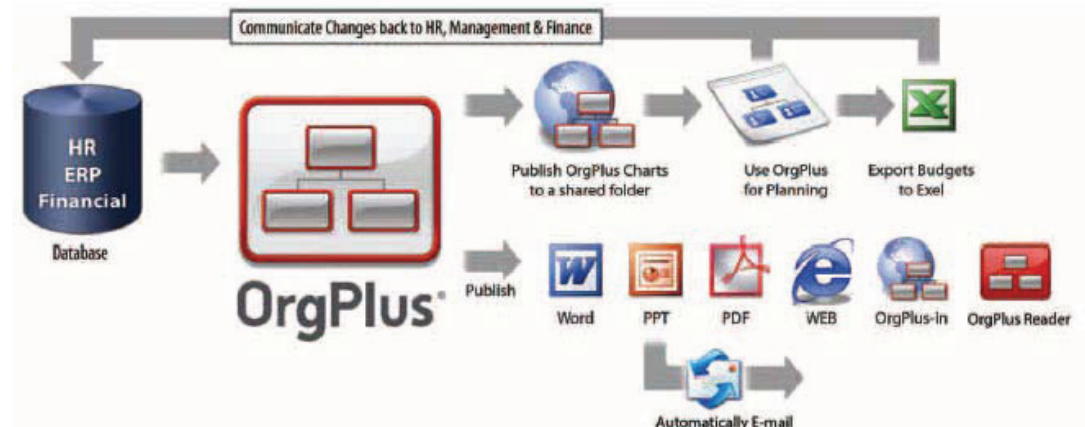 Communicate Changes back to HR, Management & Finance
HR
ERP
Financial
Database
OrgPlus®
Publish OrgPlus Charts
to a shared folder
Use OrgPlus
for Planning
Export Budgets
to Exel
Publish
W
Word
PPT
PDF
WEB
OrgPlus-in
OrgPlus Reader
Automatically E-mail